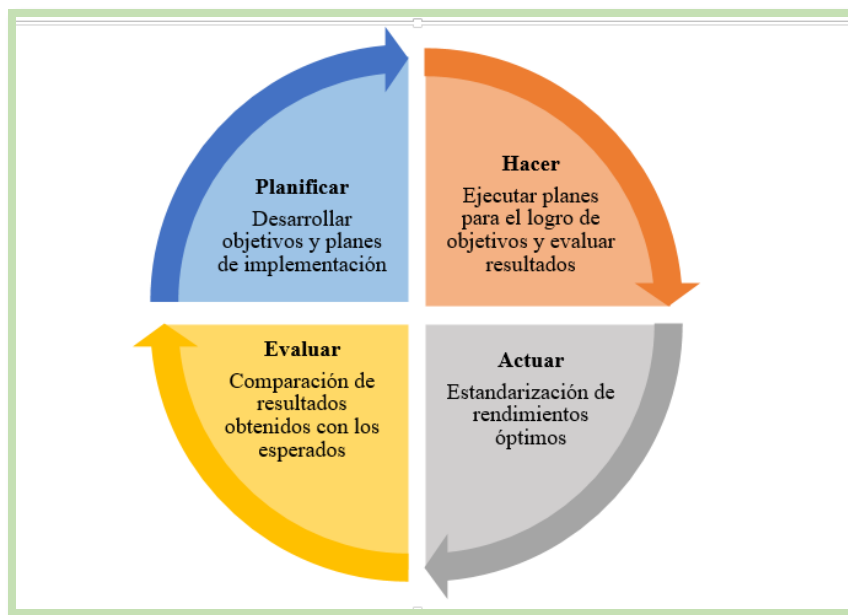 Planificar
Desarrollar
objetivos y planes
de implementación
Hacer
Ejecutar planes
para el logro de
objetivos y evaluar
resultados
Actuar
Estandarización de
rendimientos
óptimos
Evaluar
Comparación de
resultados
obtenidos con los
esperados